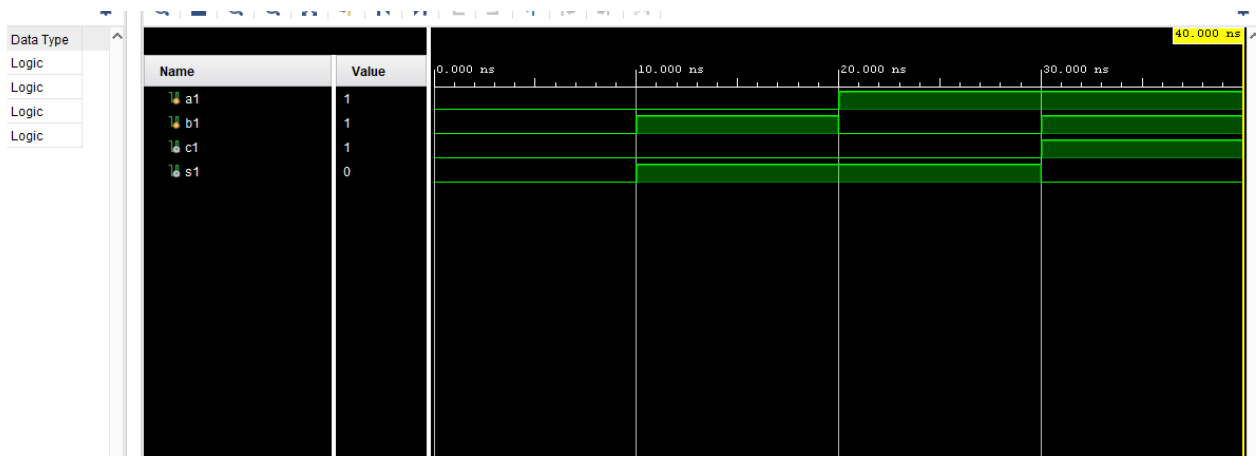 Data Type
Logic
Logic
Logic
Logic
40.000 ns
Name Value
0.000 ns 10.000 ns 20.000 ns 30.000 ns
a1 1
b1 1
c1 1
s1 0